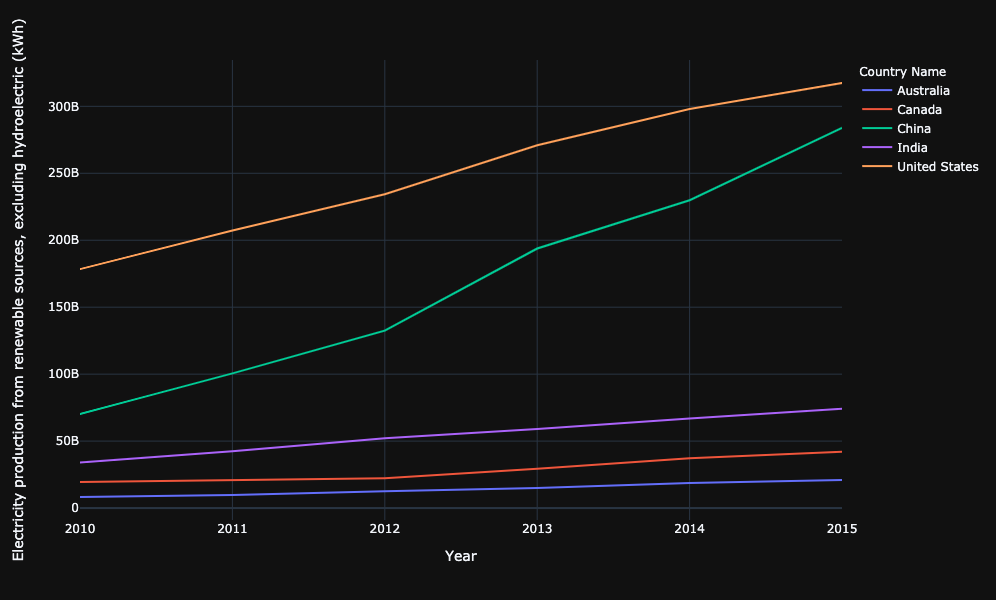 Electricity production from renewable sources, excluding hydroelectric (kWh)
300B
250B
200B
150B
100B
50B
0
2010 2011 2012 2013 2014 2015
Year
Country Name
Australia
Canada
China
India
United States